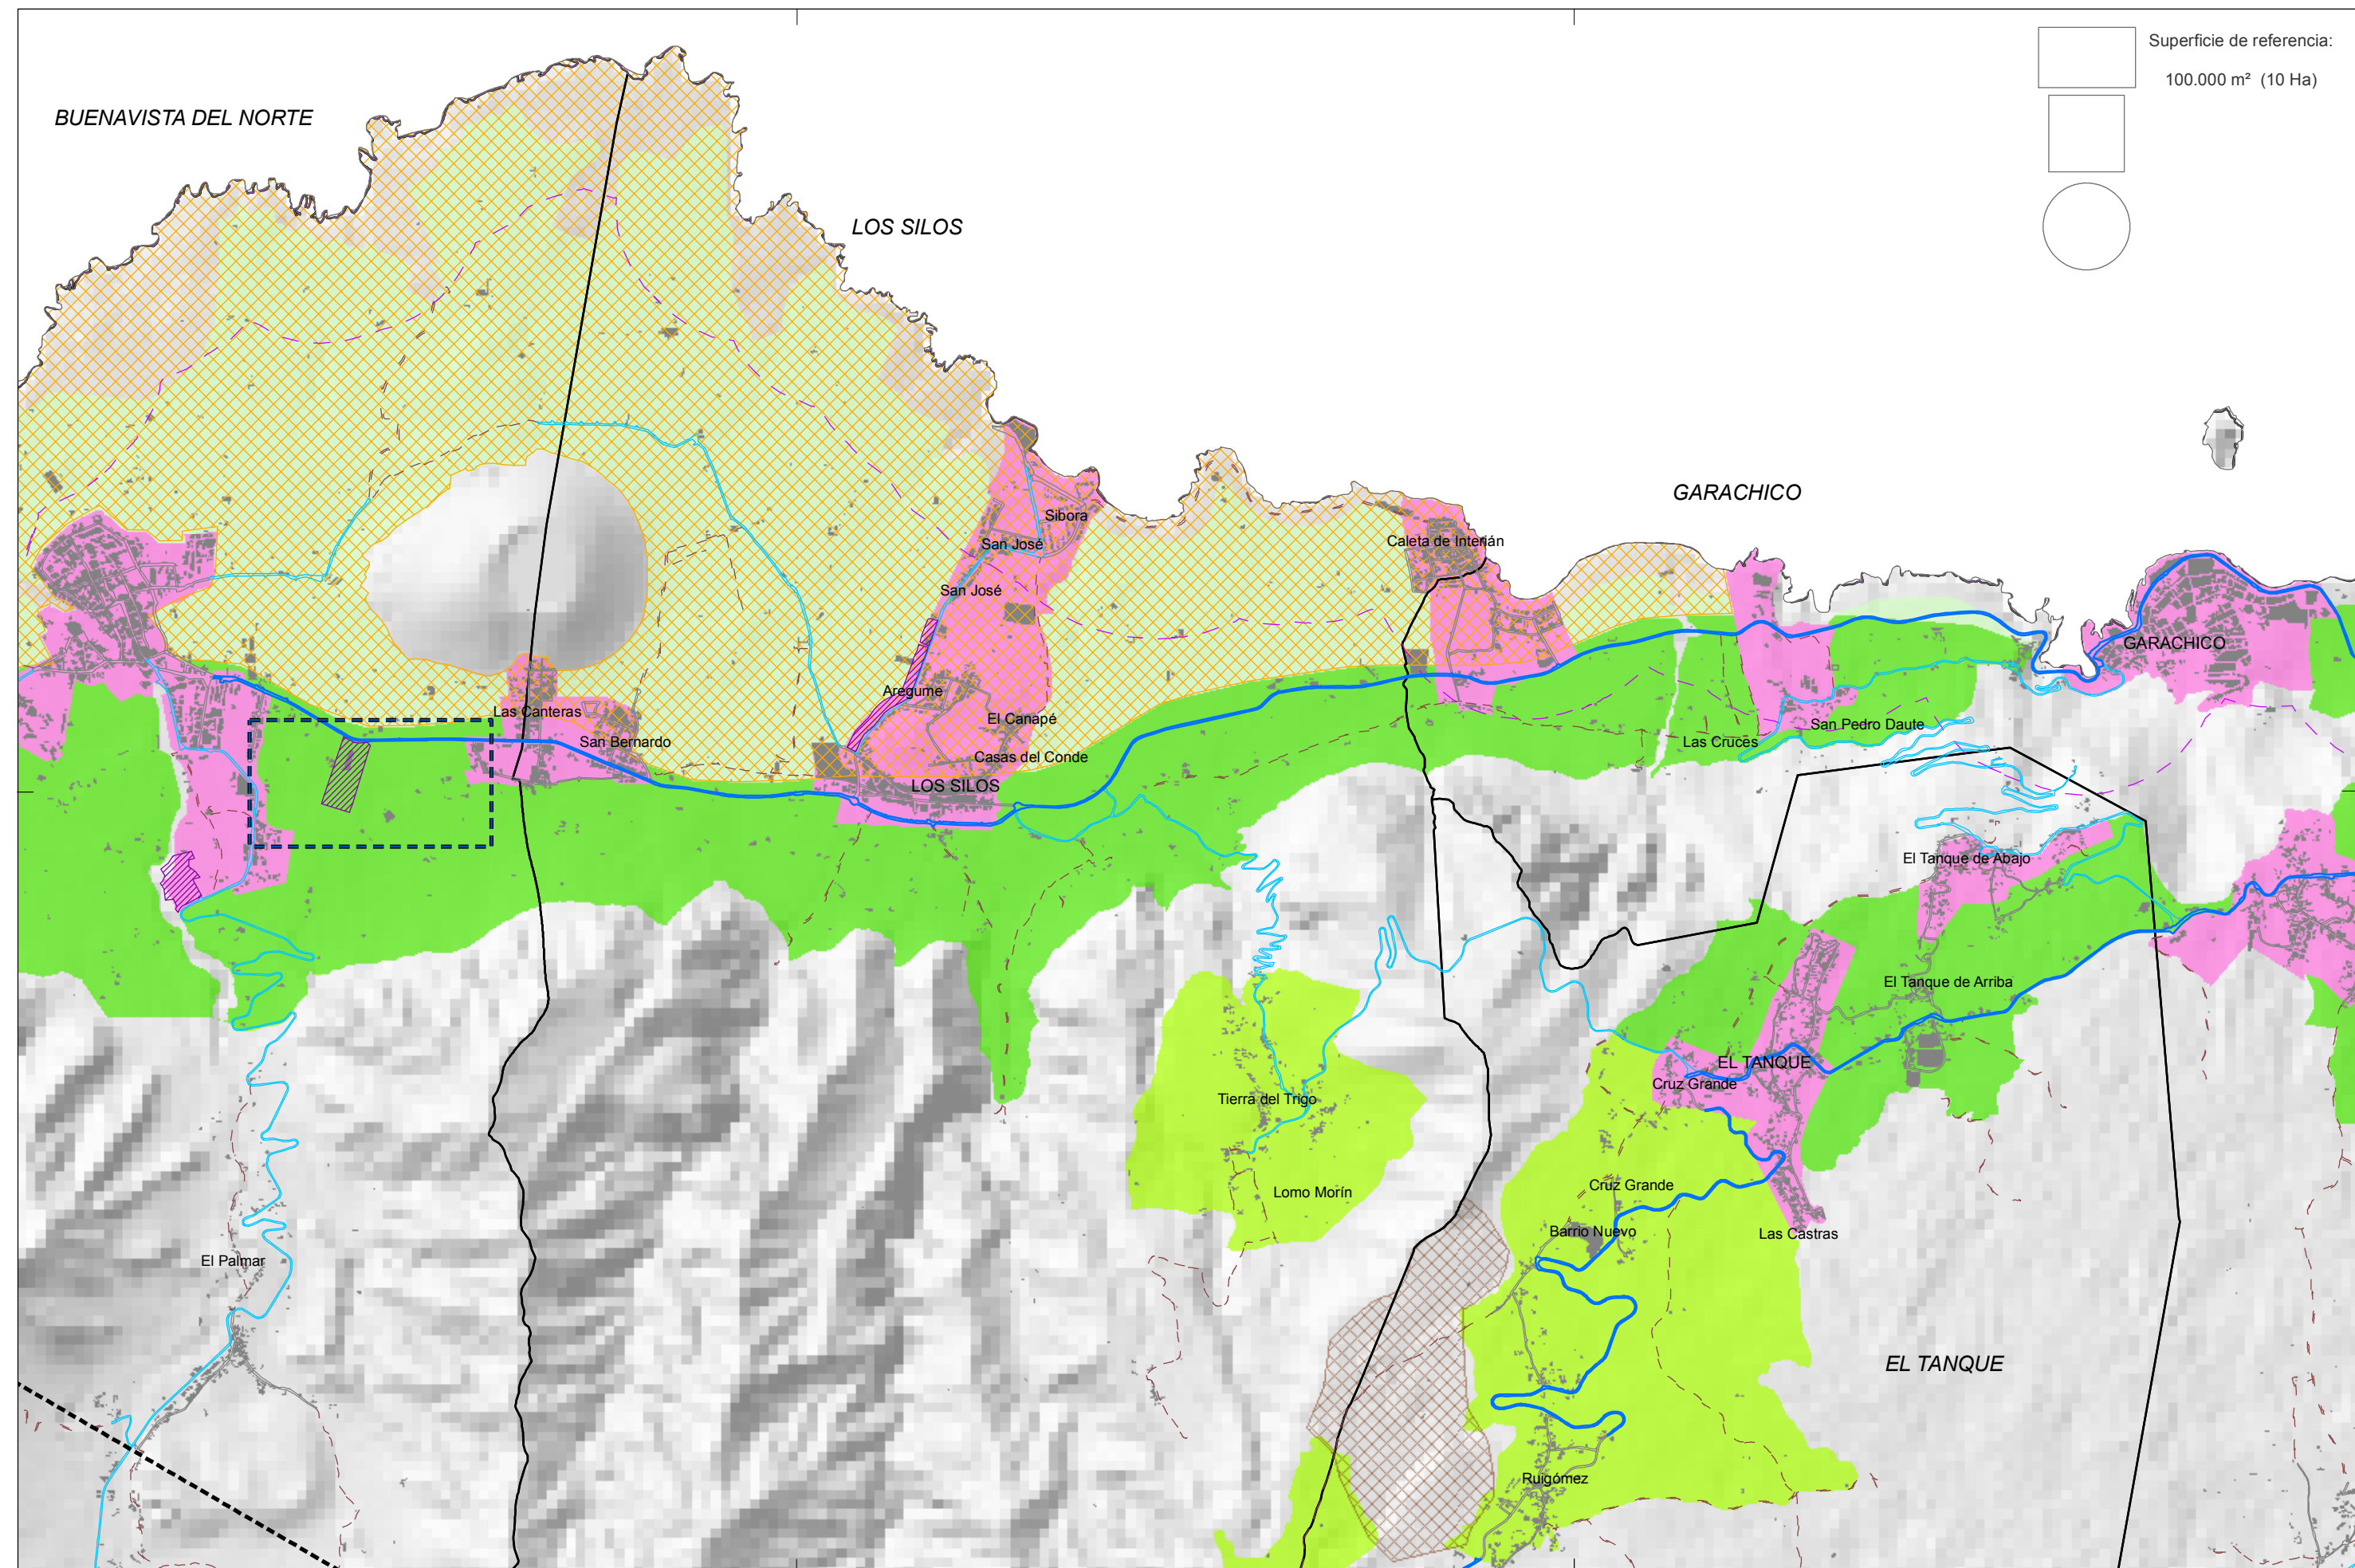 Superficie de referencia:
100.000 m² (10 Ha)
BUENAVISTA DEL NORTE
LOS SILOS
GARACHICO
Sibora
San José
Caleta de Interián
San José
GARACHICO
Aregume
Las Canteras
El Canapé
San Pedro Daute
San Bernardo
Las Cruces
Casas del Conde
LOS SILOS
El Tanque de Abajo
El Tanque de Arriba
EL TANQUE
Cruz Grande
Tierra del Trigo
Cruz Grande
Lomo Morín
Barrio Nuevo
Las Castras
El Palmar
EL TANQUE
Ruigómez